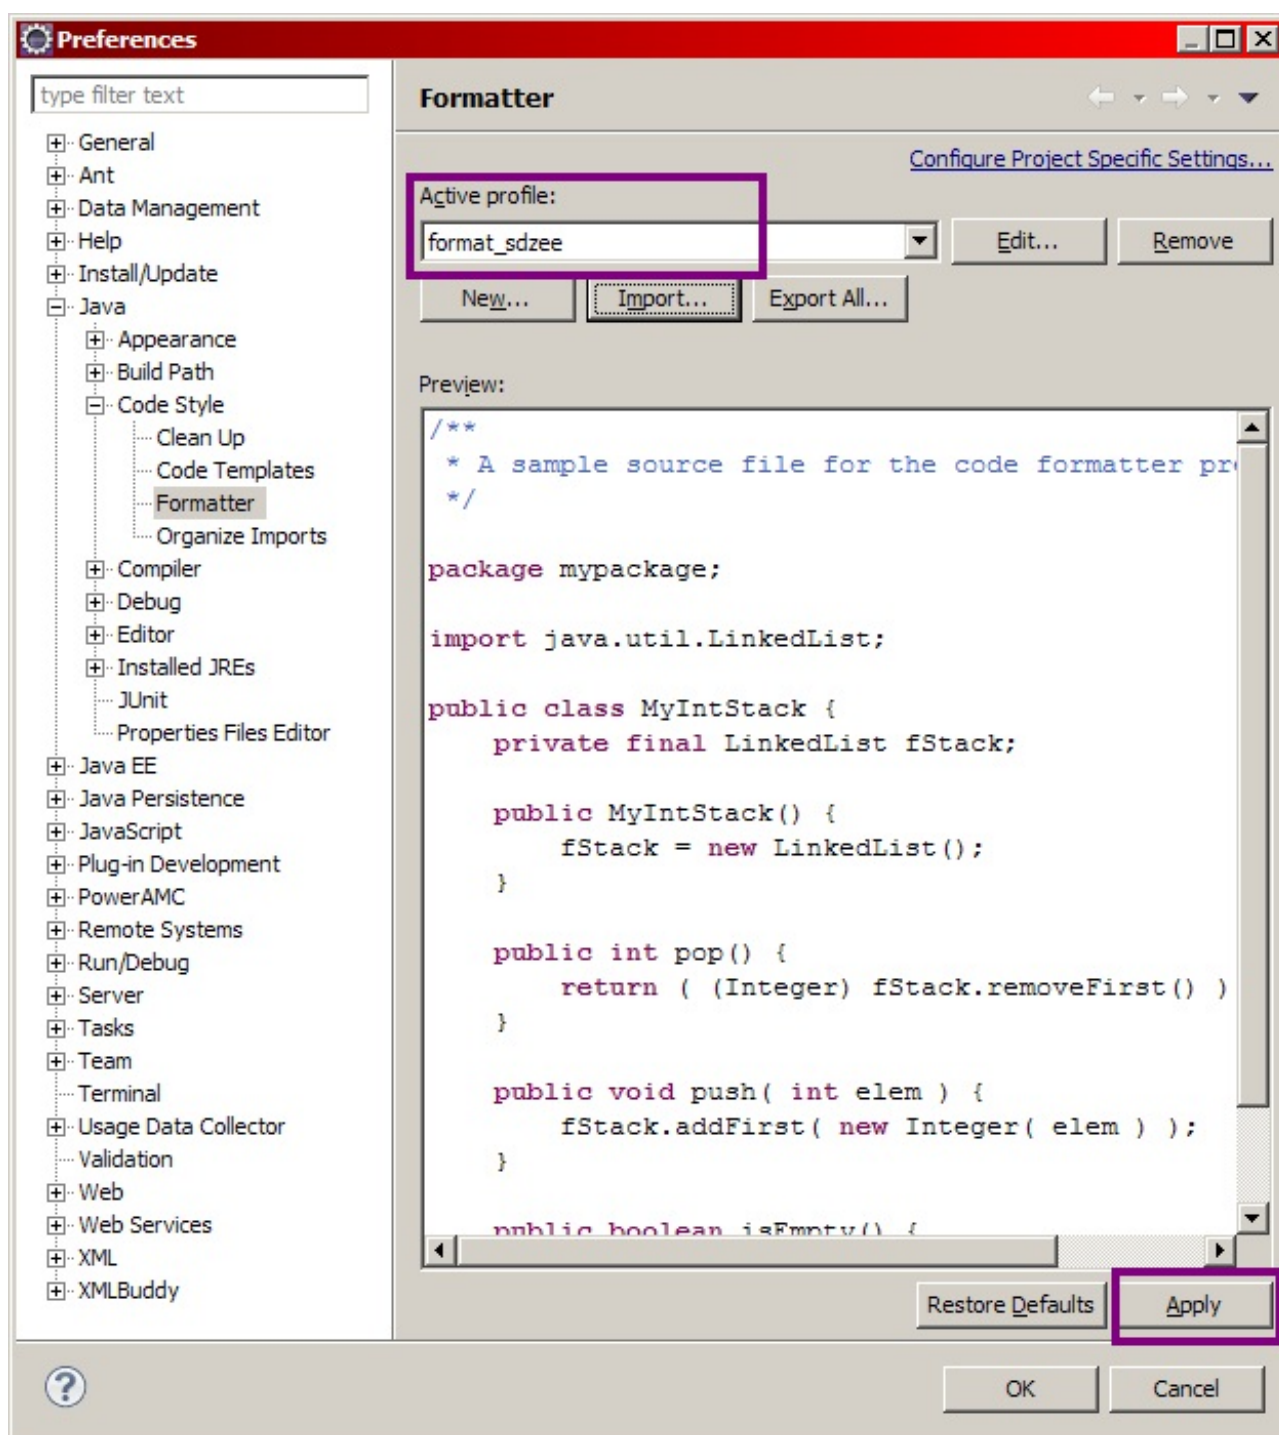 Preferences
type filter text
General
Ant
Data Management
Help
Install/Update
Java
Appearance
Build Path
Code Style
Clean Up
Code Templates
Formatter
Organize Imports
Compiler
Debug
Editor
Installed JREs
JUnit
Properties Files Editor
Java EE
Java Persistence
JavaScript
Plug-in Development
PowerAMC
Remote Systems
Run/Debug
Server
Tasks
Team
Terminal
Usage Data Collector
Validation
Web
Web Services
XML
XMLBuddy
Formatter
Configure Project Specific Settings...
Active profile:
format_sdzee
Edit...
Remove
New...
Import...
Export All...
Preview:
/**
* A sample source file for the code formatter pr
*/
package mypackage;
import java.util.LinkedList;
public class MyIntStack {
private final LinkedList fStack;
public MyIntStack() {
fStack = new LinkedList();
}
public int pop() {
return ( (Integer) fStack.removeFirst() )
}
public void push( int elem ) {
fStack.addFirst( new Integer( elem ) );
}
public boolean isEmpty() {
Restore Defaults
Apply
?
OK
Cancel